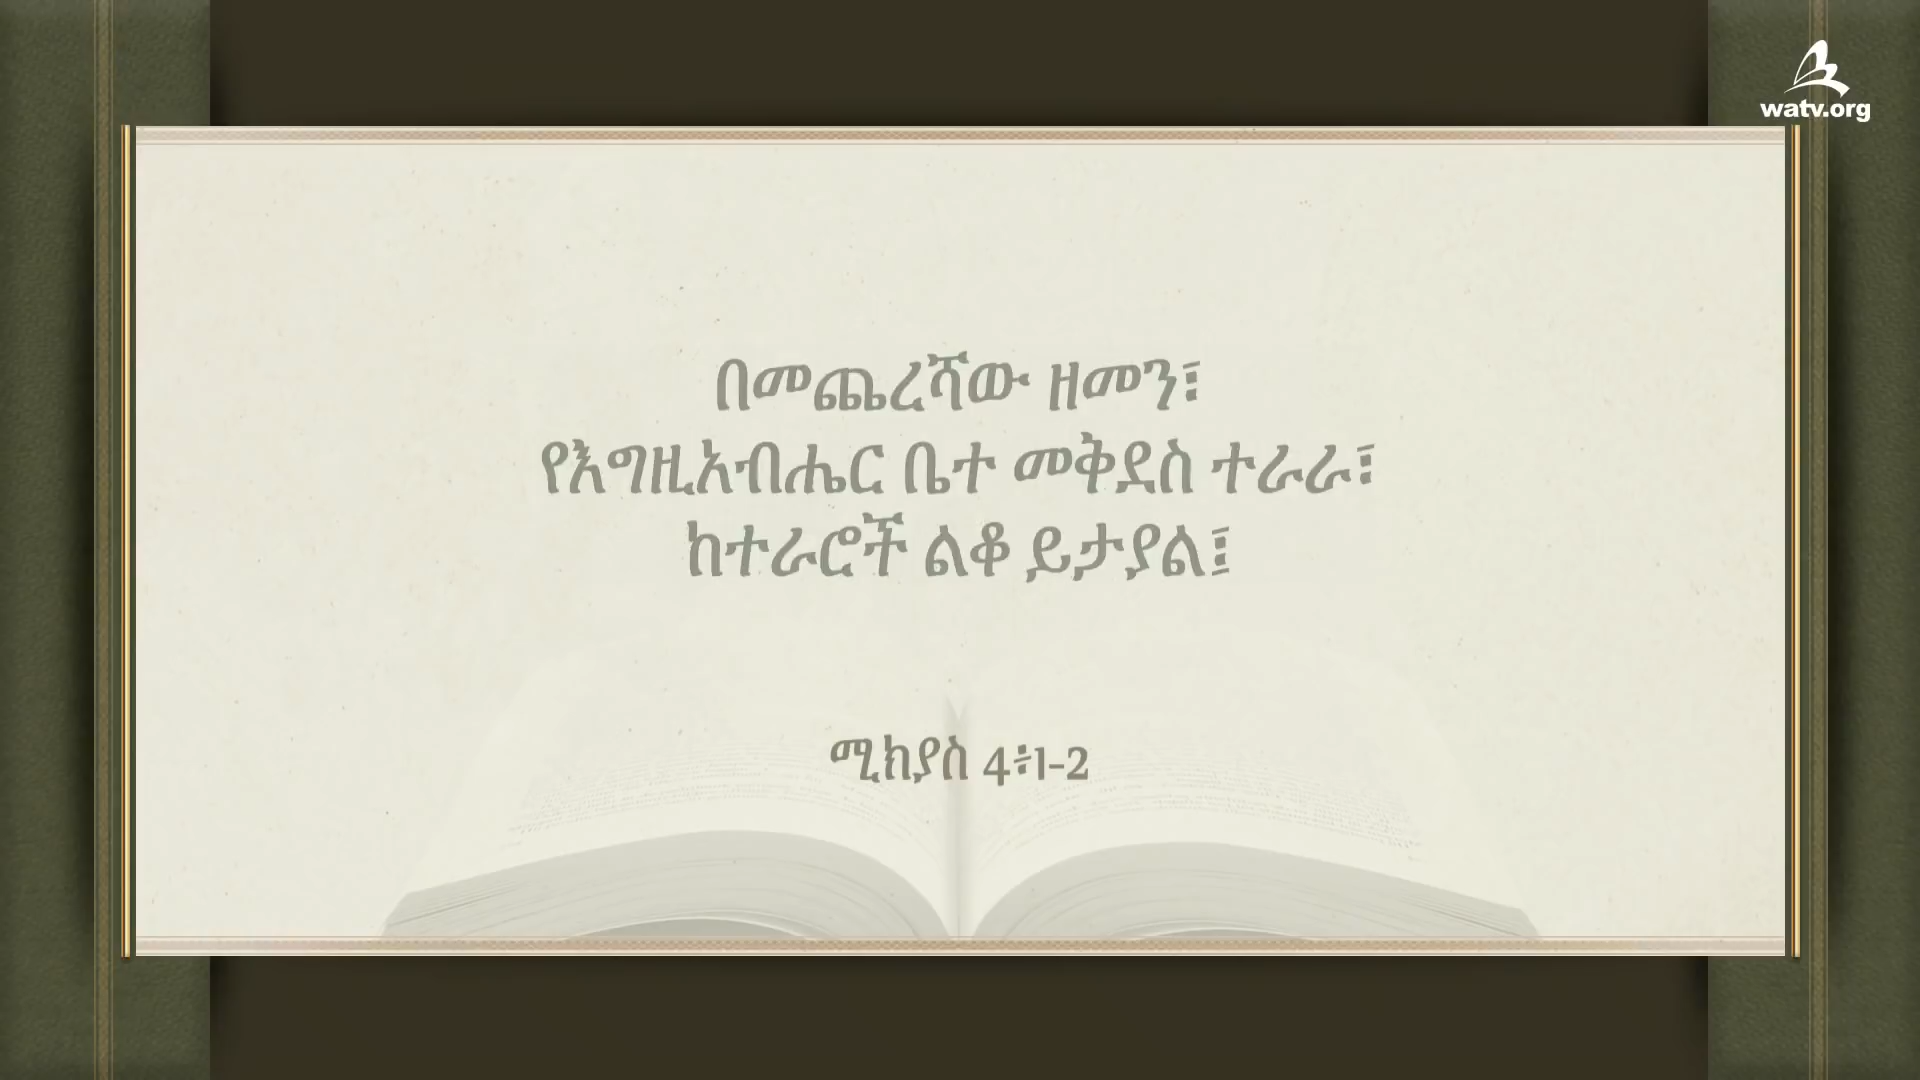 watv.org
በመጨረሻው ዘመን፣
የእግዚአብሔር ቤተ መቅደስ ተራራ፣
ከተራሮች ልቆ ይታያል፤
ሚክያስ 4፥1-2